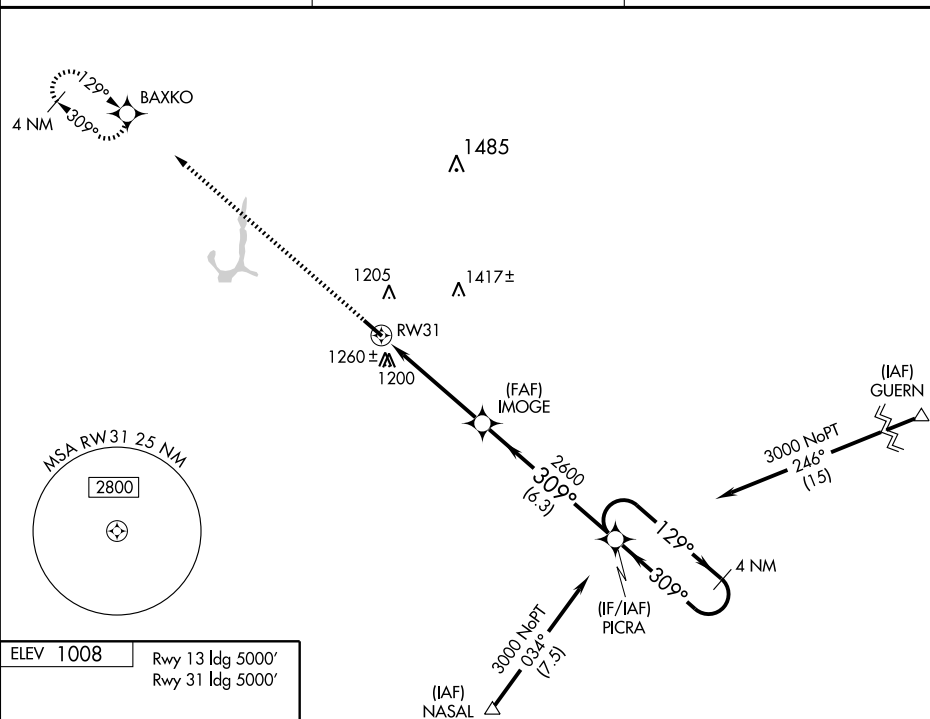 129°
BAXKO
309°
4 NM
1485
1205
1417±
RW31
1260±
1200
(FAF)
IMOGE
(IAF)
GUERN
3000 NoPT
246°
(15)
MSA RW31 25 NM
2800
2600
309°
(6.3)
129°
309°
4 NM
(IF/IAF)
PICRA
3000 NoPT
034°
(7.5)
(IAF)
NASAL
ELEV 1008
Rwy 13 ldg 5000'
Rwy 31 ldg 5000'